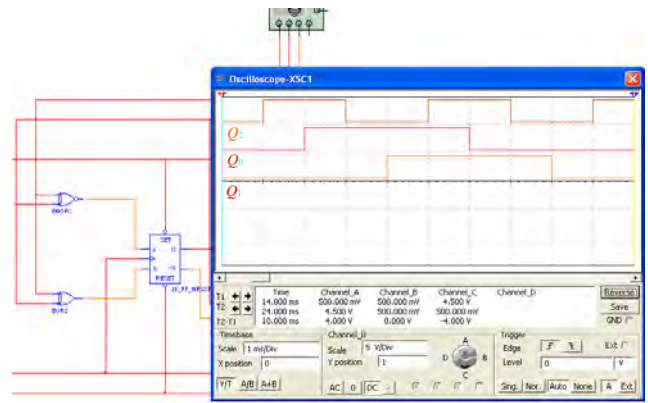 Oscilloscope-XSC1
Q2
Q0
Q1
SET
J Q
RESET
Time Channel_A Channel_B Channel_C Channel_D
T1 14.000 ms 500.000 mV 500.000 mV 4.500 V
T2 24.000 ms 4.500 V 500.000 mV 500.000 mV
T2-T1 10.000 ms 4.000 V 0.000 V -4.000 V
Reverse
Save
GND
Timebase
Scale 1 ms/Div
X position 0
Y/T A/B A+B
Scale 5 V/Div
Y position 1
AC 0 DC -
A
B
C
D
Trigger
Edge
Ext
Level 0 V
Sing. Nor. Auto None A Ext